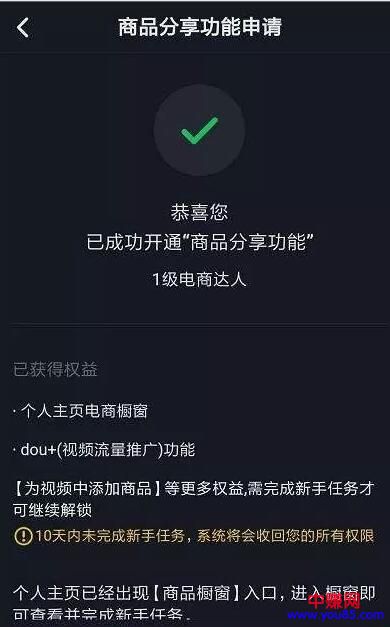 商品分享功能申请
恭喜您
已成功开通“商品分享功能”
1级电商达人
已获得权益
· 个人主页电商橱窗
· dou+(视频流量推广)功能
【为视频中添加商品】等更多权益,需完成新手任务才
可继续解锁
10天内未完成新手任务，系统将会收回您的所有权限
个人主页已经出现【商品橱窗】入口，进入橱窗即
可查看并完成新手任务。
中赚网
www.you85.com